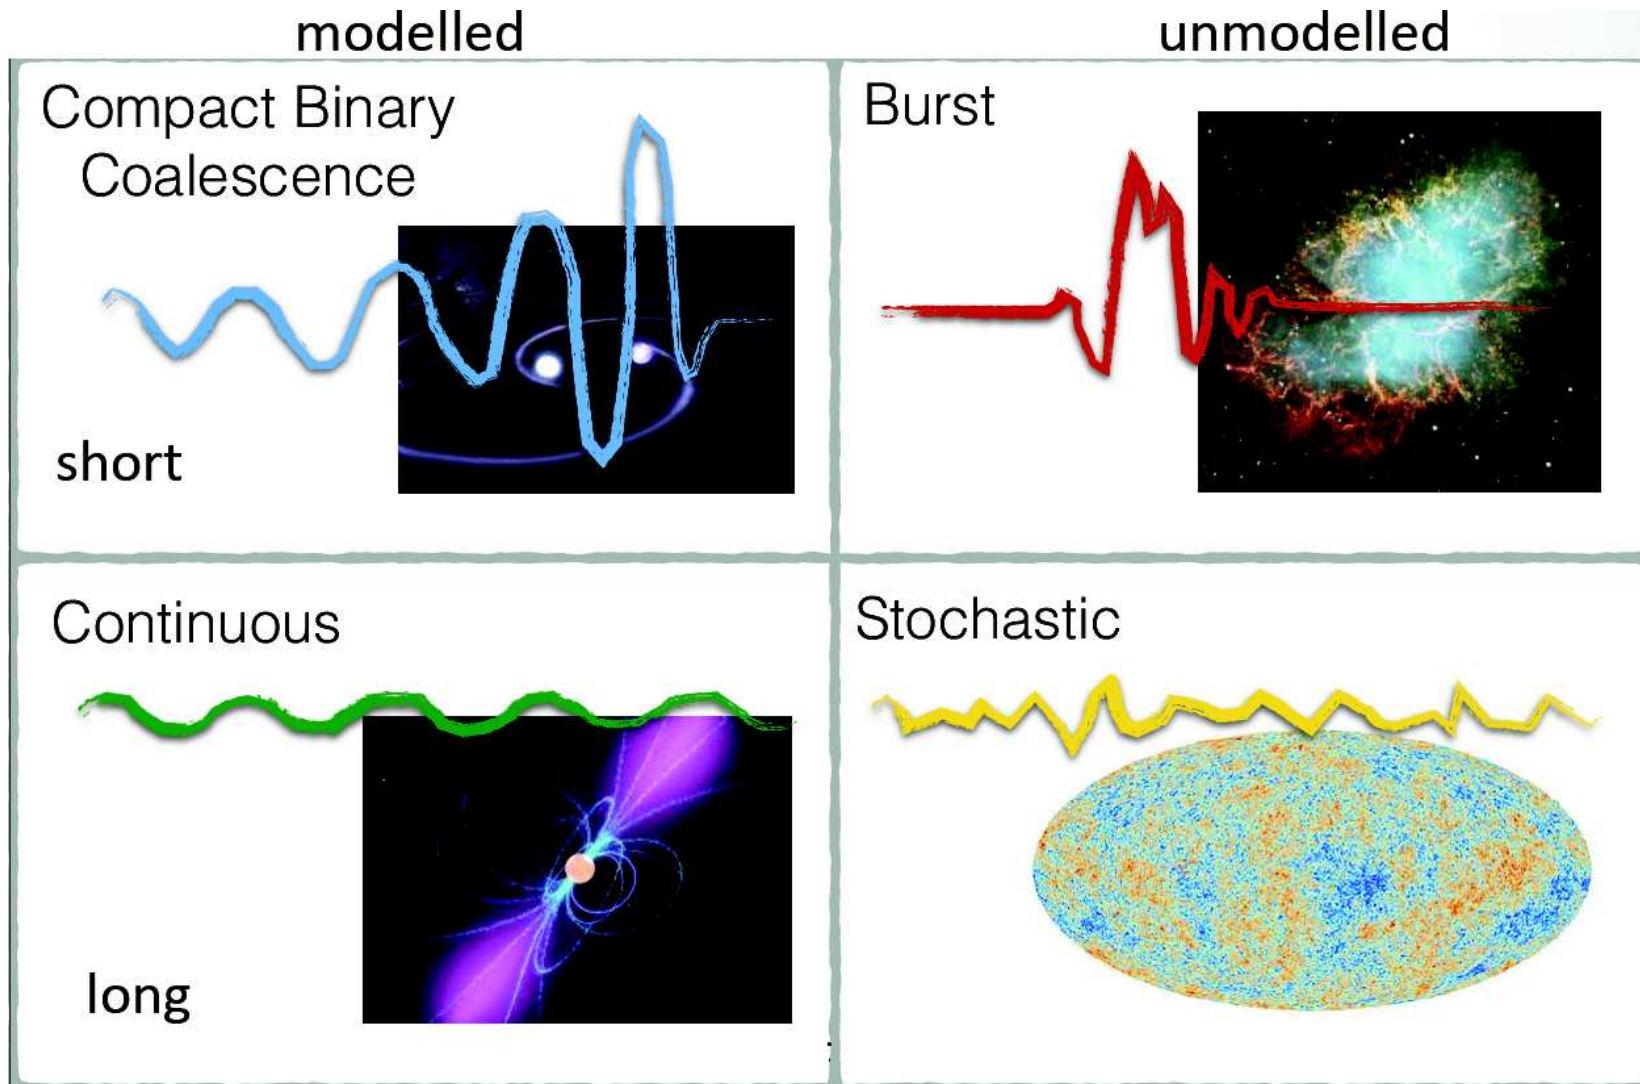 modelled
unmodelled
Compact Binary
Coalescence
short
Burst
Continuous
long
Stochastic